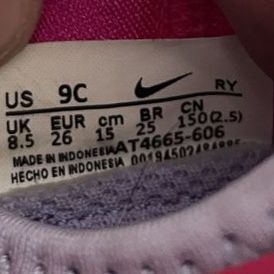 US 9C RY
UK EUR cm BR CN
8.5 26 15 25 150(2.5)
MADE IN INDONESIA AT4665-606
HECHO EN INDONESIA